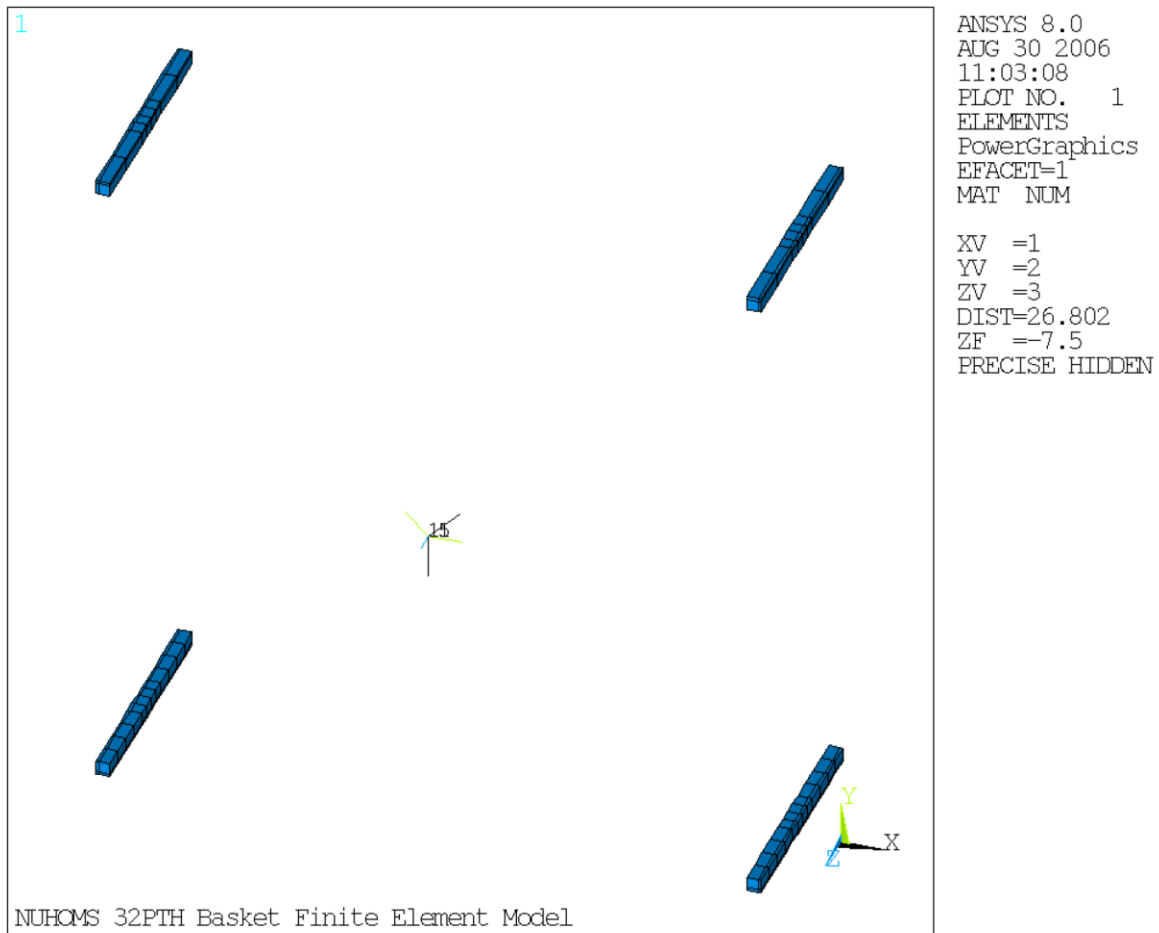 1
ANSYS 8.0
AUG 30 2006
11:03:08
PLOT NO. 1
ELEMENTS
PowerGraphics
EFACET=1
MAT NUM
XV =1
YV =2
ZV =3
DIST=26.802
ZF =-7.5
PRECISE HIDDEN
Y
X
Z
NUHOMS 32PTH Basket Finite Element Model